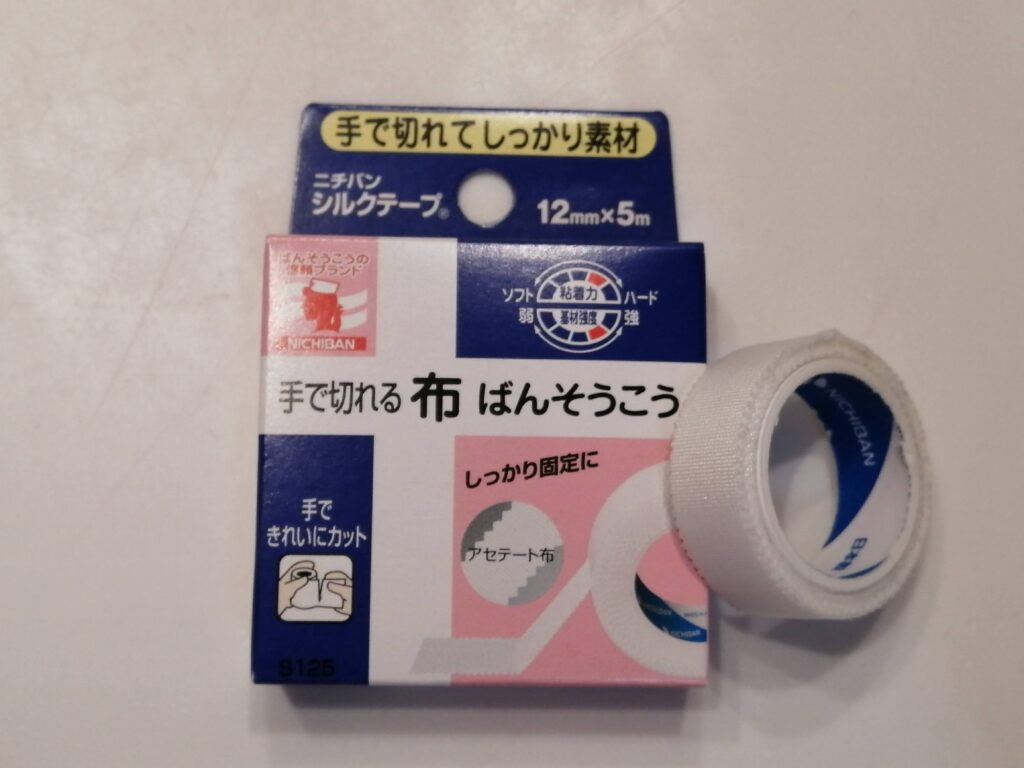 手で切れてしっかり素材
ニチバン
シルクテープ®
12mm×5m
ばんそうこうの
信頼ブランド
NICHIBAN
ソフト 粘着力 ハード
弱 基材強度 強
手で切れる 布 ばんそうこう
しっかり固定に
アセテート布
手で
きれいにカット
S125
NICHIBAN
NICHIBAN
日本製